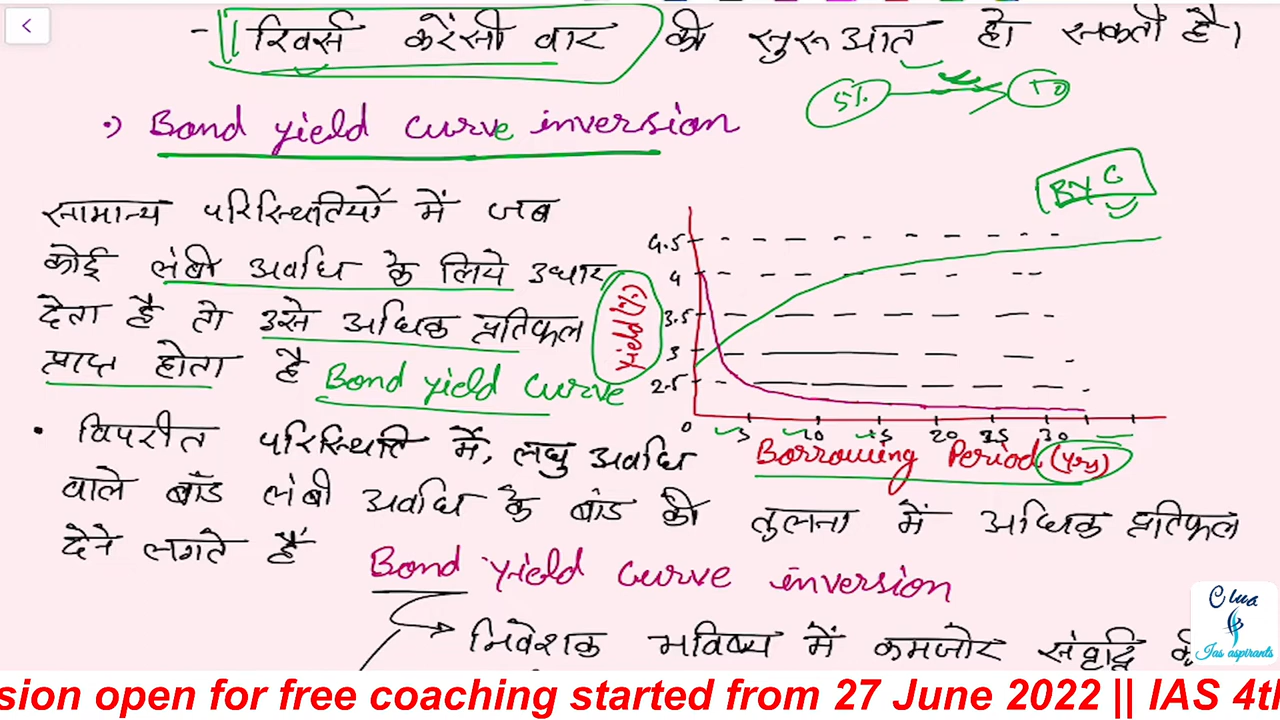 - रिवर्स करेंसी वार की सुरूआत हो सकती है।
5%
•) Bond yield curve inversion
BYC
सामान्य परिस्थितियों में जब
कोई लंबी अवधि के लिये उधार
देता है तो उसे अधिक प्रतिफल
प्राप्त होता है Bond yield curve
yield (%)
4.5
4
3.5
3
2.5
0 5 10 15 20 25 30
Borrowing Period (yrs)
• विपरीत परिस्थिति में, लघु अवधि
वाले बॉंड लंबी अवधि के बांड की तुलना में अधिक प्रतिफल
देने लगते हैं
Bond yield curve inversion
निवेशक भविष्य में कमजोर संवृद्धि
Clua
Ias aspirants
sion open for free coaching started from 27 June 2022 || IAS 4th